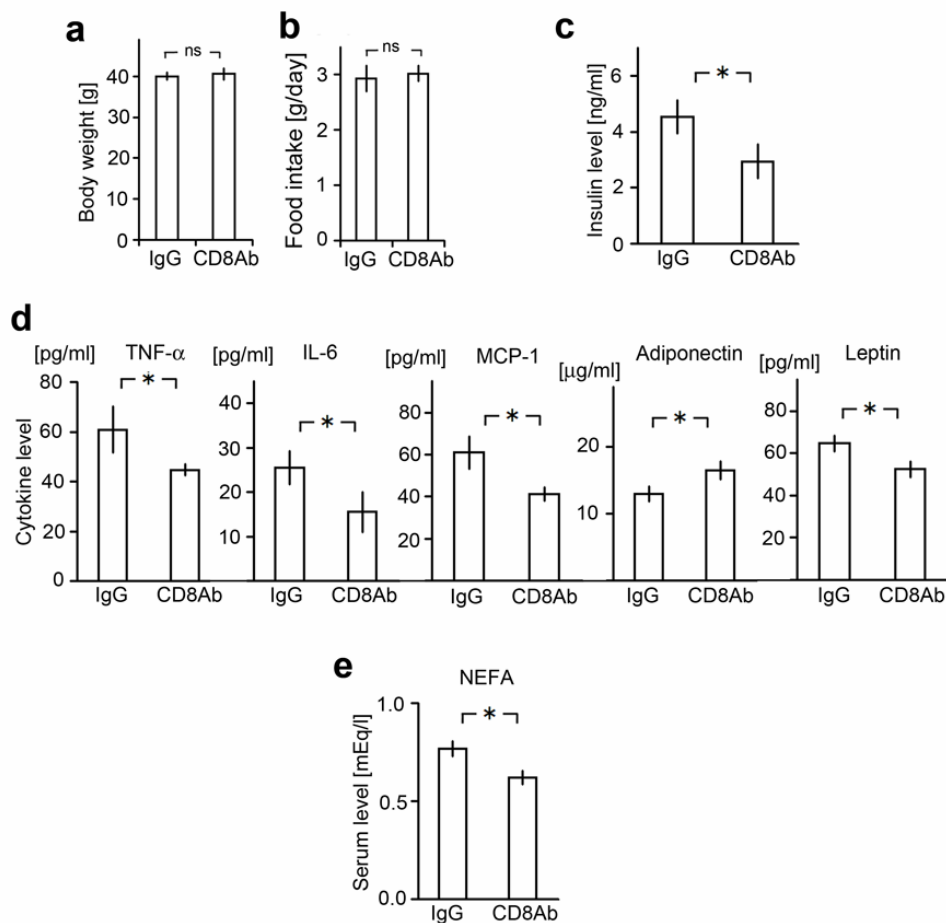 a
ns
Body weight [g]
40
30
20
10
0
IgG CD8Ab
b
ns
Food intake [g/day]
3
2
1
0
IgG CD8Ab
c
*
Insulin level [ng/ml]
6
4
2
0
IgG CD8Ab
d
Cytokine level
[pg/ml] TNF-α
*
80
60
40
20
0
IgG CD8Ab
[pg/ml] IL-6
*
40
30
20
10
IgG CD8Ab
[pg/ml] MCP-1
*
80
60
40
20
IgG CD8Ab
[μg/ml] Adiponectin
*
20
10
IgG CD8Ab
[pg/ml] Leptin
*
80
60
40
20
IgG CD8Ab
e
NEFA
*
Serum level [mEq/l]
1.0
0.5
0.0
IgG CD8Ab